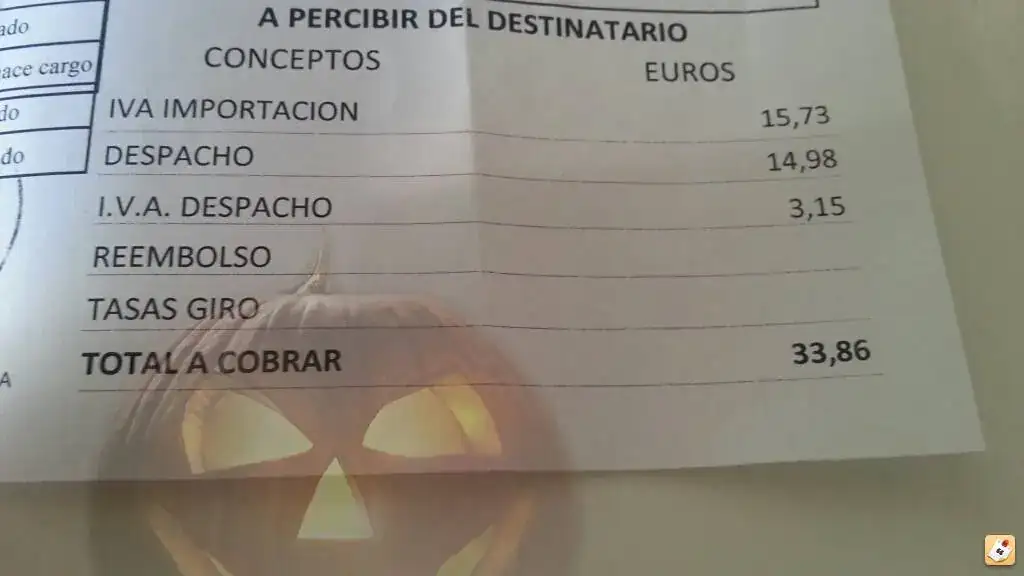 A PERCIBIR DEL DESTINATARIO
CONCEPTOS EUROS
IVA IMPORTACION 15,73
DESPACHO 14,98
I.V.A. DESPACHO 3,15
REEMBOLSO
TASAS GIRO
TOTAL A COBRAR 33,86
ado
ace cargo
do
do
A